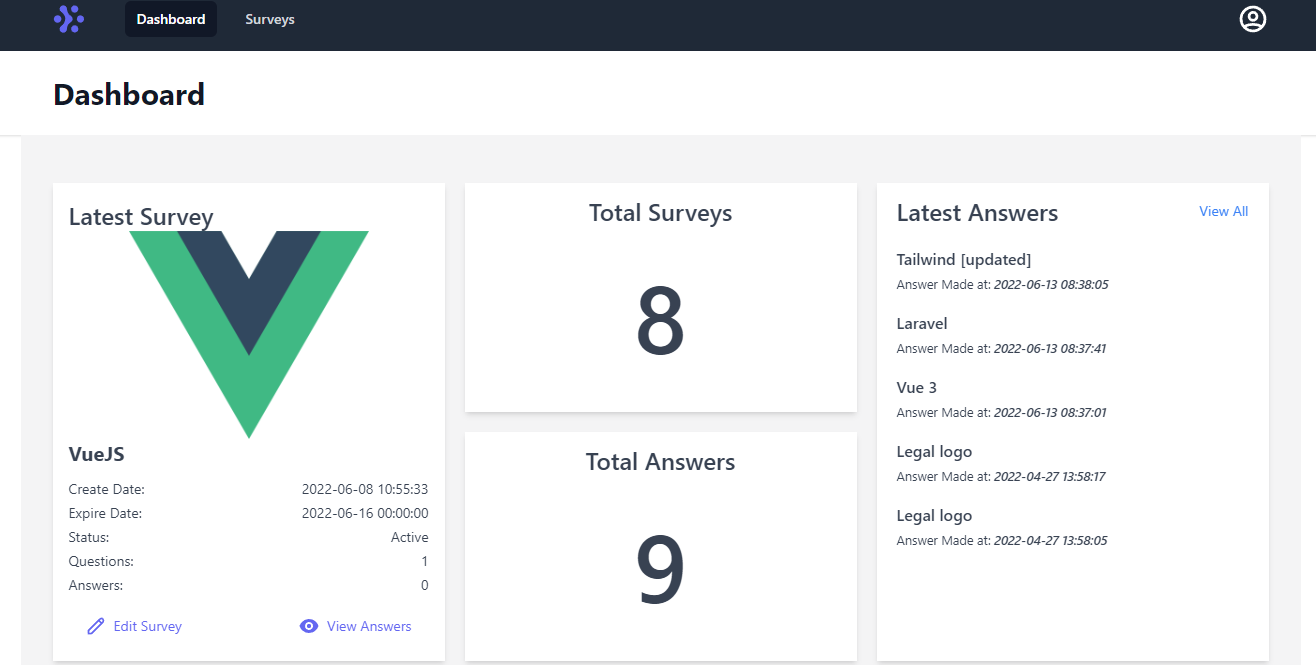 Dashboard
Surveys
Dashboard
Latest Survey
VueJS
Create Date: 2022-06-08 10:55:33
Expire Date: 2022-06-16 00:00:00
Status: Active
Questions: 1
Answers: 0
Edit Survey
View Answers
Total Surveys
8
Total Answers
9
Latest Answers
View All
Tailwind [updated]
Answer Made at: 2022-06-13 08:38:05
Laravel
Answer Made at: 2022-06-13 08:37:41
Vue 3
Answer Made at: 2022-06-13 08:37:01
Legal logo
Answer Made at: 2022-04-27 13:58:17
Legal logo
Answer Made at: 2022-04-27 13:58:05